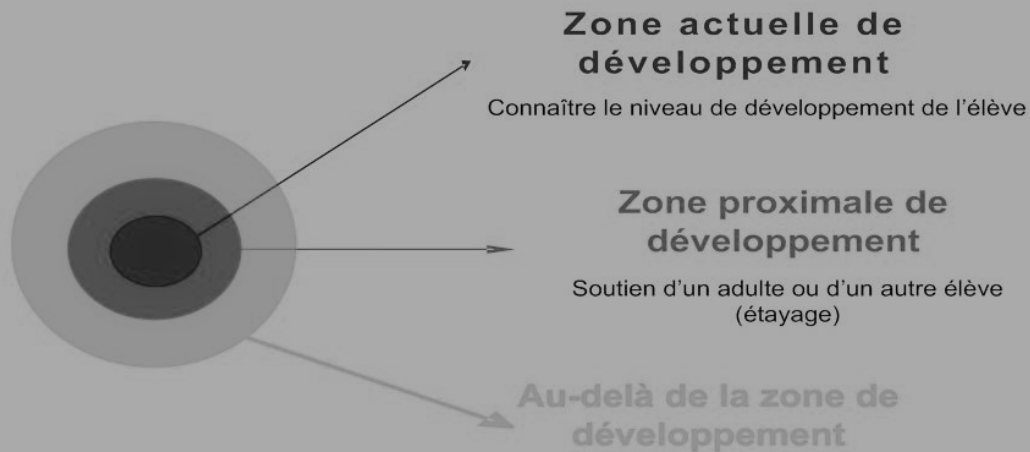 Zone actuelle de
développement
Connaître le niveau de développement de l'élève
Zone proximale de
développement
Soutien d'un adulte ou d'un autre élève
(étayage)
Au-delà de la zone de
développement